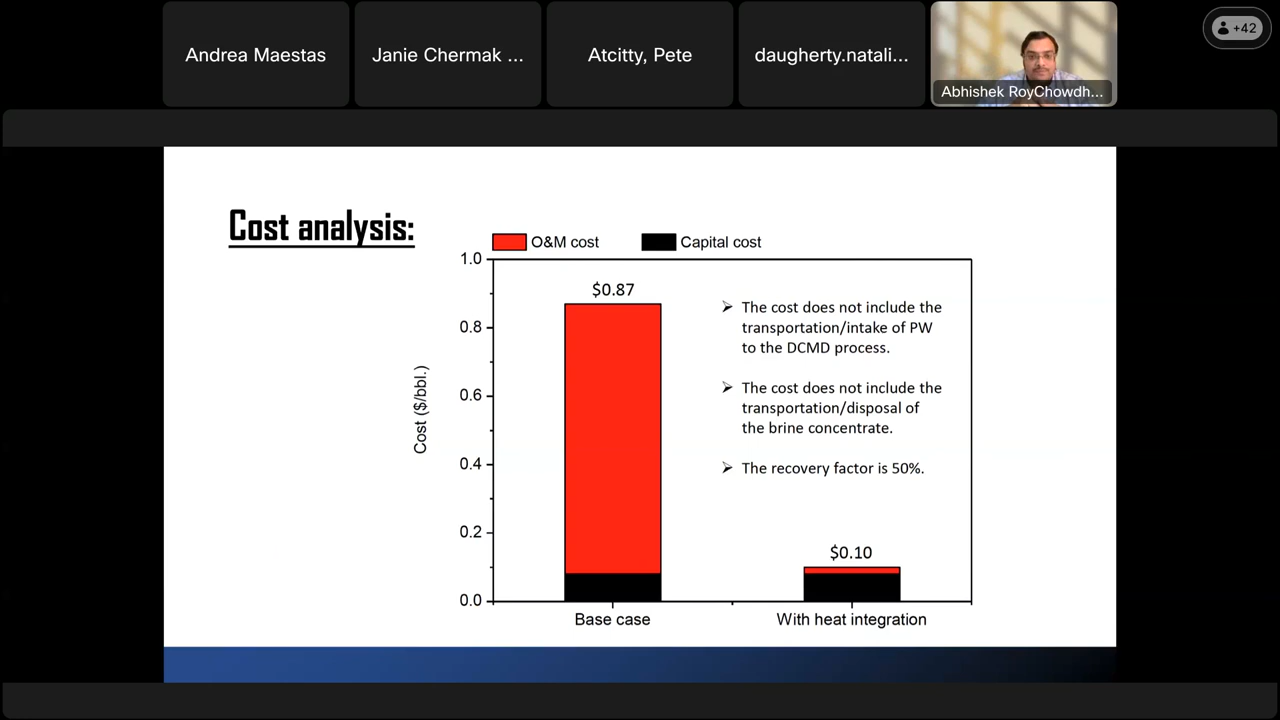 Andrea Maestas
Janie Chermak ...
Atcitty, Pete
daugherty.natali...
Abhishek RoyChowdh...
+42
Cost analysis:
O&M cost
Capital cost
1.0
0.8
0.6
0.4
0.2
0.0
Cost ($/bbl.)
$0.87
$0.10
➢ The cost does not include the
transportation/intake of PW
to the DCMD process.
➢ The cost does not include the
transportation/disposal of
the brine concentrate.
➢ The recovery factor is 50%.
Base case
With heat integration